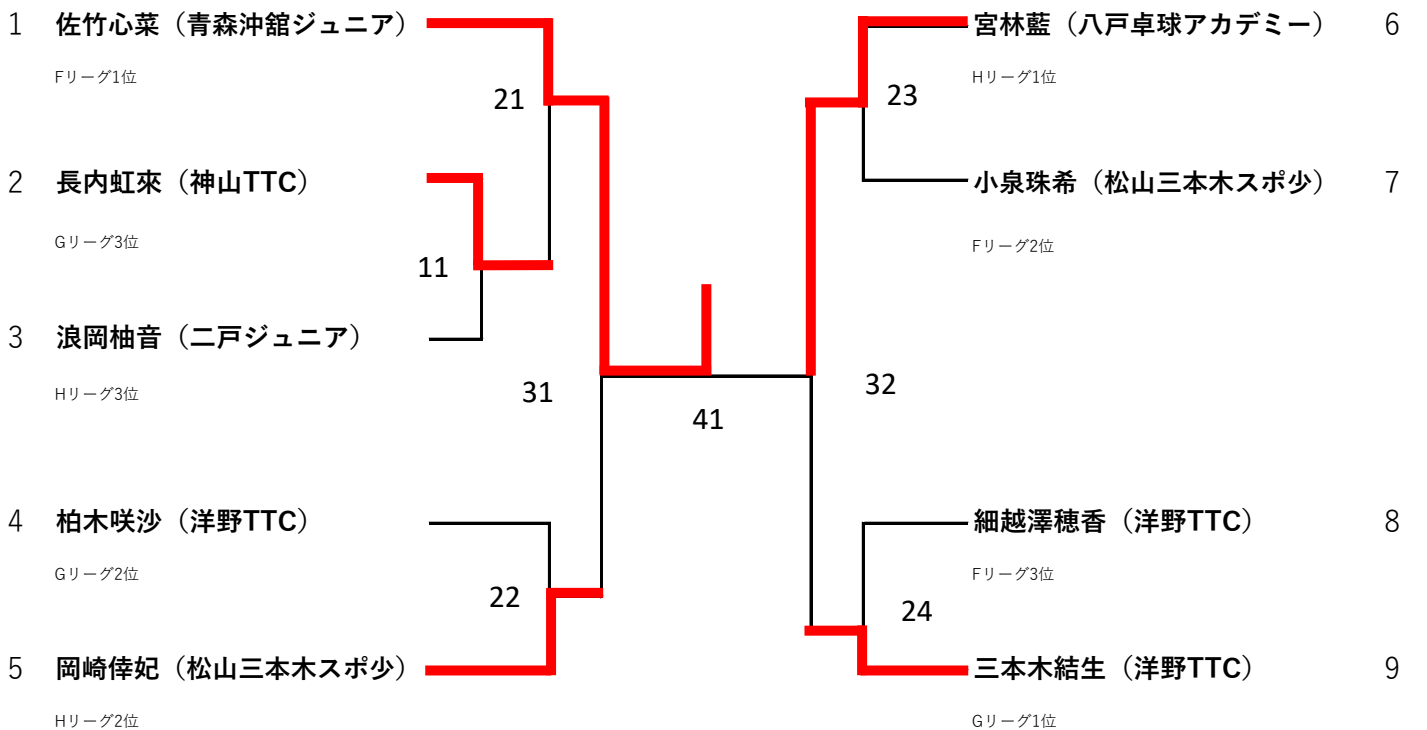 1 佐竹心菜（青森沖舘ジュニア）
Fリーグ1位
21
2 長内虹來（神山TTC）
Gリーグ3位
11
3 浪岡柚音（二戸ジュニア）
Hリーグ3位
31
4 柏木咲沙（洋野TTC）
Gリーグ2位
22
5 岡崎倖妃（松山三本木スポ少）
Hリーグ2位
41
宮林藍（八戸卓球アカデミー） 6
Hリーグ1位
23
小泉珠希（松山三本木スポ少） 7
Fリーグ2位
32
細越澤穂香（洋野TTC） 8
Fリーグ3位
24
三本木結生（洋野TTC） 9
Gリーグ1位